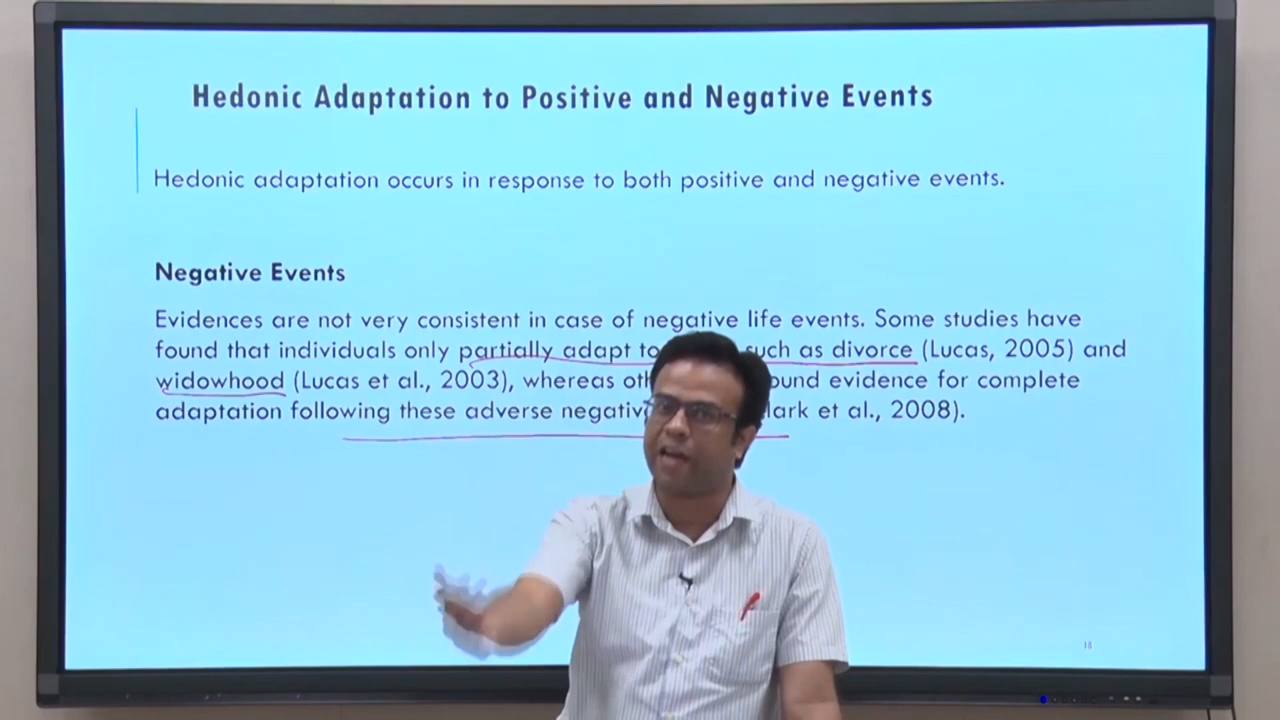 Hedonic Adaptation to Positive and Negative Events
Hedonic adaptation occurs in response to both positive and negative events.
Negative Events
Evidences are not very consistent in case of negative life events. Some studies have
found that individuals only partially adapt to such as divorce (Lucas, 2005) and
widowhood (Lucas et al., 2003), whereas evidence for complete
adaptation following these adverse et al., 2008).
18